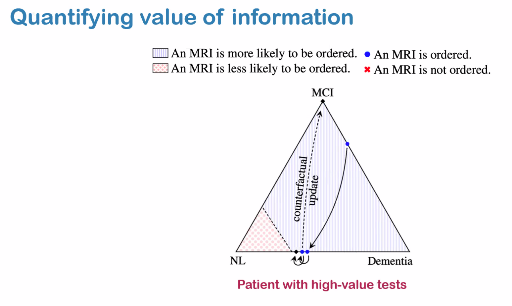 Quantifying value of information
An MRI is more likely to be ordered.
An MRI is ordered.
An MRI is less likely to be ordered.
An MRI is not ordered.
MCI
counterfactual
update
NL
Dementia
Patient with high-value tests